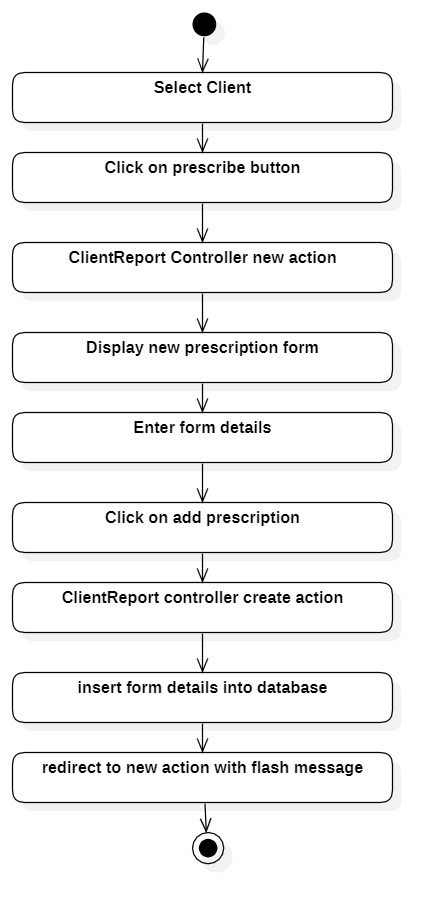 Select Client
Click on prescribe button
ClientReport Controller new action
Display new prescription form
Enter form details
Click on add prescription
ClientReport controller create action
insert form details into database
redirect to new action with flash message